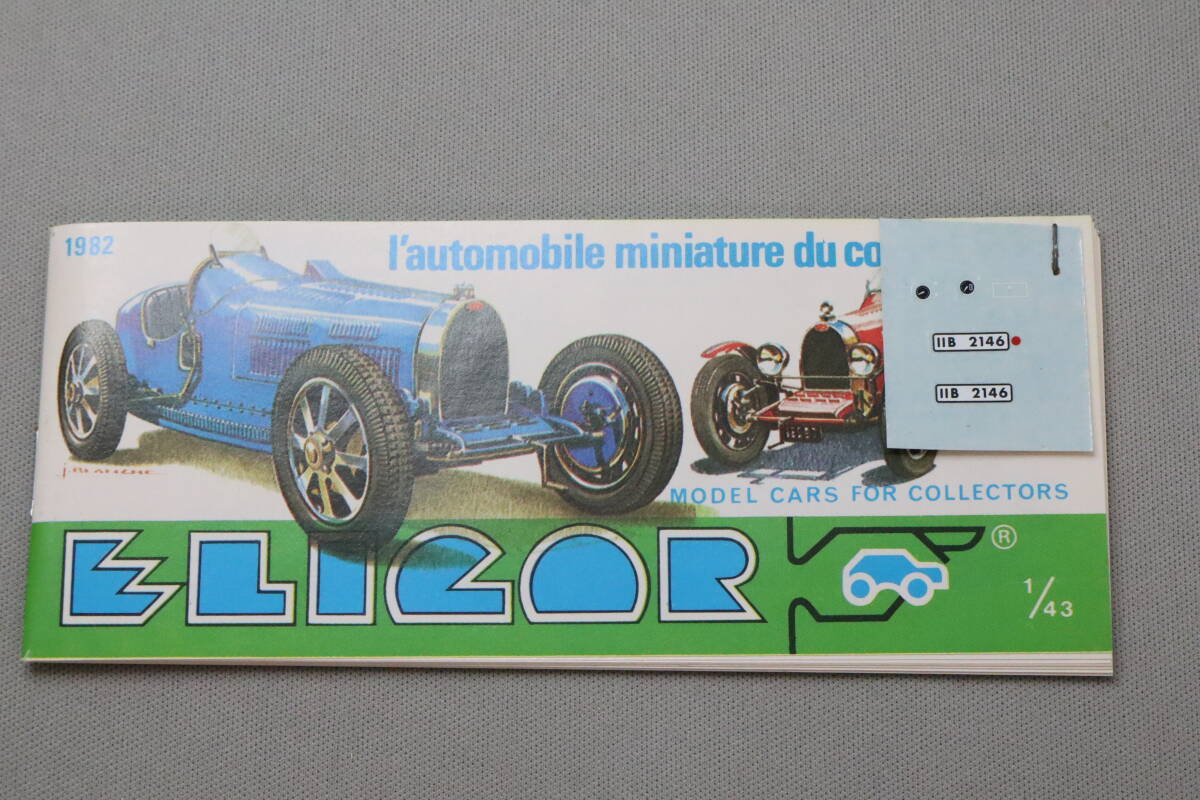 1982
l'automobile miniature du co
IIB 2146
IIB 2146
MODEL CARS FOR COLLECTORS
ELIGOR
®
1/43